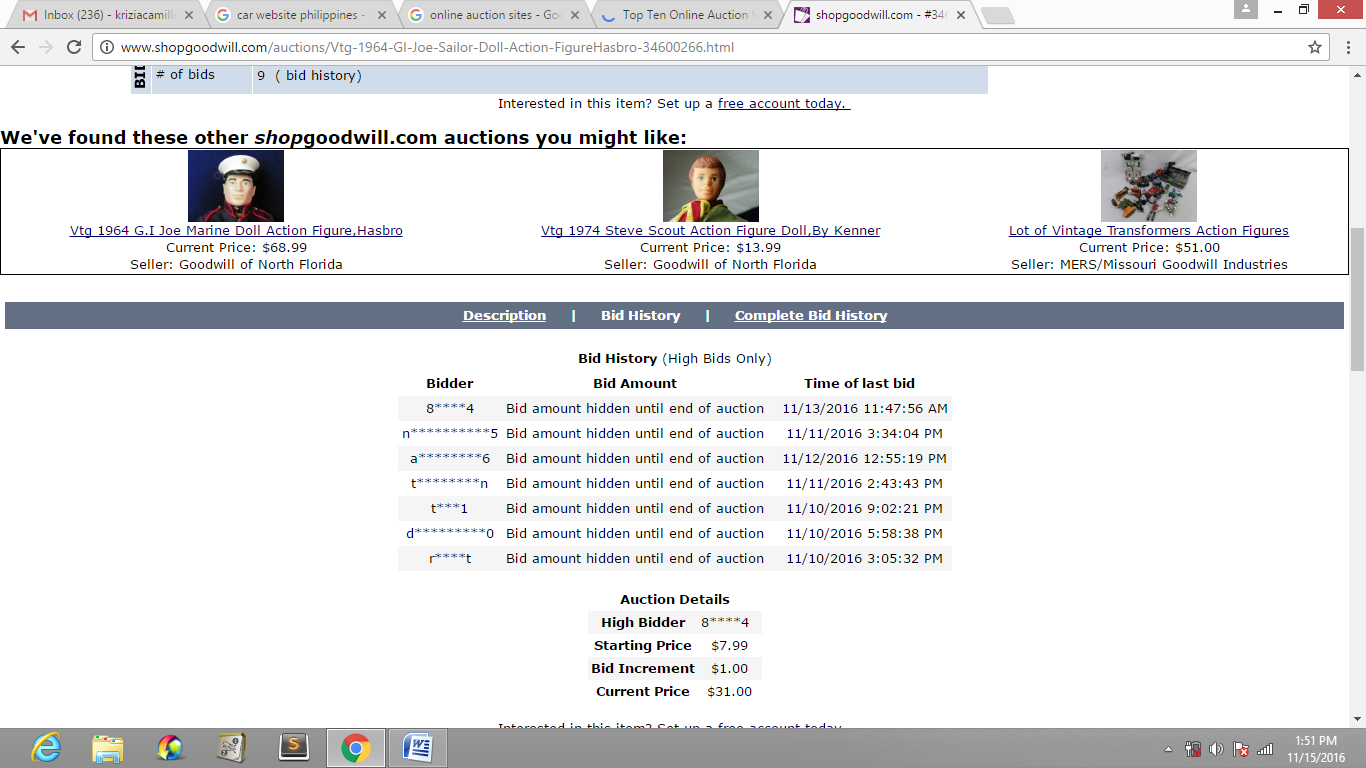 Inbox (236) - kriziacamille
car website philippines -
online auction sites - Goo
Top Ten Online Auction
shopgoodwill.com - #346
www.shopgoodwill.com/auctions/Vtg-1964-GI-Joe-Sailor-Doll-Action-FigureHasbro-34600266.html
# of bids 9 ( bid history)
Interested in this item? Set up a free account today.
We've found these other shopgoodwill.com auctions you might like:
Vtg 1964 G.I Joe Marine Doll Action Figure,Hasbro
Current Price: $68.99
Seller: Goodwill of North Florida
Vtg 1974 Steve Scout Action Figure Doll,By Kenner
Current Price: $13.99
Seller: Goodwill of North Florida
Lot of Vintage Transformers Action Figures
Current Price: $51.00
Seller: MERS/Missouri Goodwill Industries
Description | Bid History | Complete Bid History
Bid History (High Bids Only)
Bidder Bid Amount Time of last bid
8****4 Bid amount hidden until end of auction 11/13/2016 11:47:56 AM
n**********5 Bid amount hidden until end of auction 11/11/2016 3:34:04 PM
a********6 Bid amount hidden until end of auction 11/12/2016 12:55:19 PM
t********n Bid amount hidden until end of auction 11/11/2016 2:43:43 PM
t***1 Bid amount hidden until end of auction 11/10/2016 9:02:21 PM
d*********0 Bid amount hidden until end of auction 11/10/2016 5:58:38 PM
r****t Bid amount hidden until end of auction 11/10/2016 3:05:32 PM
Auction Details
High Bidder 8****4
Starting Price $7.99
Bid Increment $1.00
Current Price $31.00
Interested in this item? Set up a free account today.
1:51 PM
11/15/2016